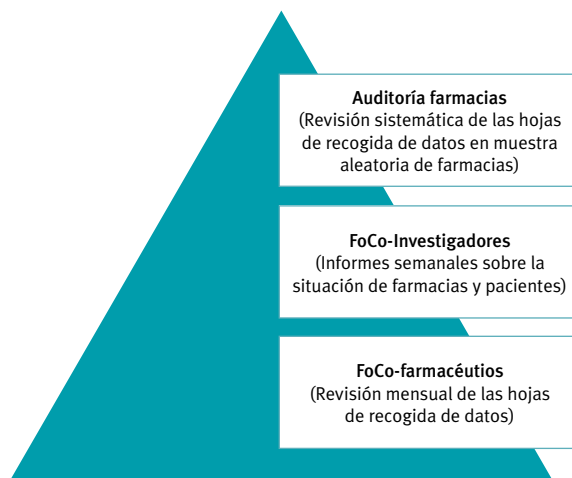 Auditoría farmacias
(Revisión sistemática de las hojas
de recogida de datos en muestra
aleatoria de farmacias)
FoCo-Investigadores
(Informes semanales sobre la
situación de farmacias y pacientes)
FoCo-farmacéutios
(Revisión mensual de las hojas
de recogida de datos)